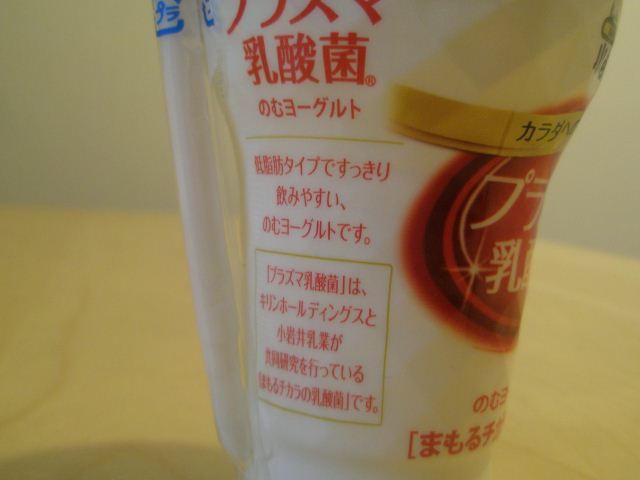 プラ
プラズマ
乳酸菌®
のむヨーグルト
低脂肪タイプですっきり
飲みやすい、
のむヨーグルトです。
「プラズマ乳酸菌」は、
キリンホールディングスと
小岩井乳業が
共同研究を行っている
「まもるチカラの乳酸菌」です。
カラダへの
プラ
乳酸
のむヨ
「まもるチカ